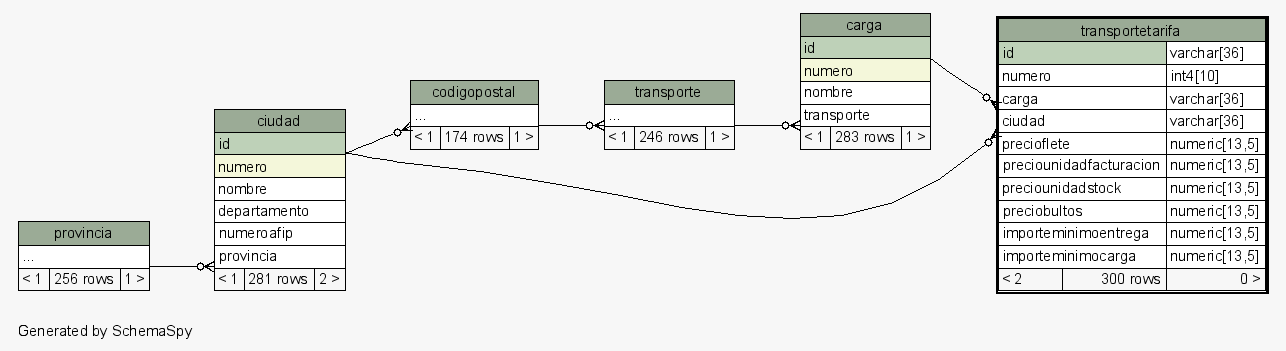 provincia
...
< 1 256 rows 1 >
ciudad
id
numero
nombre
departamento
numeroafip
provincia
< 1 281 rows 2 >
codigopostal
...
< 1 174 rows 1 >
transporte
...
< 1 246 rows 1 >
carga
id
numero
nombre
transporte
< 1 283 rows 1 >
transportetarifa
id varchar[36]
numero int4[10]
carga varchar[36]
ciudad varchar[36]
precioflete numeric[13,5]
preciounidadfacturacion numeric[13,5]
preciounidadstock numeric[13,5]
preciobultos numeric[13,5]
importeminimoentrega numeric[13,5]
importeminimocarga numeric[13,5]
< 2 300 rows 0 >
Generated by SchemaSpy